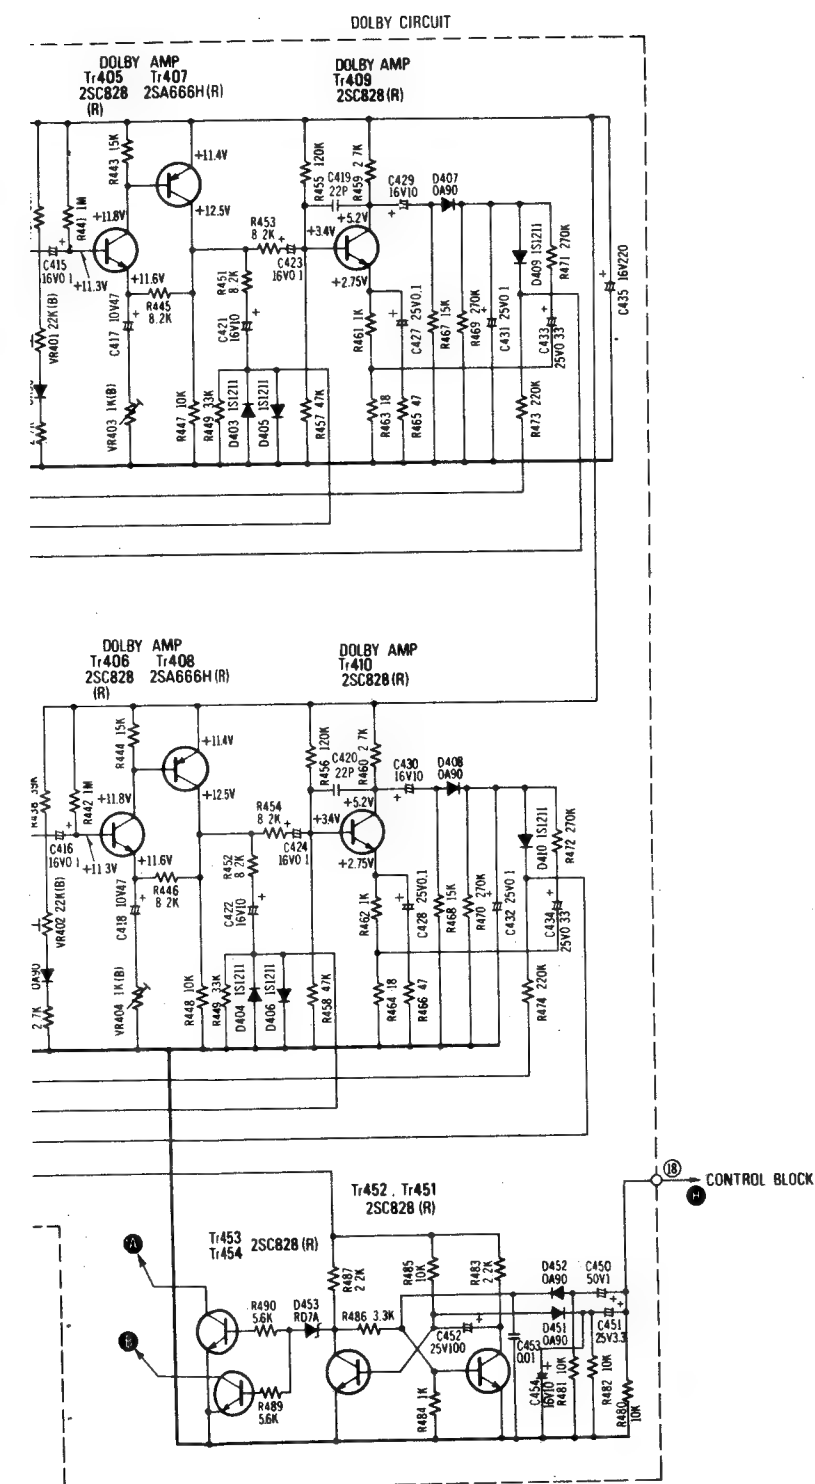 DOLBY CIRCUIT
DOLBY AMP
Tr405 Tr407
2SC828 2SA666H(R)
(R)
DOLBY AMP
Tr409
2SC828(R)
R443 15K
+11.4V
R455 120K
C419
22P
R459 2.7K
C429
16V10
D407
OA90
R441 1M
+11.8V
+12.5V
R453
8.2K
+3.4V
+5.2V
C423
16V0.1
C415
16V0.1
+11.3V
+11.6V
R445
8.2K
R451
8.2K
+2.75V
D409 1S1211
R471 270K
C435 16V220
VR401 22K(B)
C417 10V47
C421
16V10
R461 1K
C427 25V0.1
R467 15K
R469 270K
C431 25V0.1
C433
25V0.33
VR403 1K(B)
R447 10K
R449 33K
D403 1S1211
D405 1S1211
R457 47K
R463 18
R465 47
R473 220K
DOLBY AMP
Tr406 Tr408
2SC828 2SA666H(R)
(R)
DOLBY AMP
Tr410
2SC828(R)
R444 15K
+11.4V
R456 120K
C420
22P
R460 2.7K
C430
16V10
D408
OA90
R438 39K
R442 1M
+11.8V
+12.5V
R454
8.2K
+3.4V
+5.2V
C424
16V0.1
C416
16V0.1
+11.3V
+11.6V
R446
8.2K
R452
8.2K
+2.75V
D410 1S1211
R472 270K
VR402 22K(B)
C418 10V47
C422
16V10
R462 1K
C428 25V0.1
R468 15K
R470 270K
C432 25V0.1
C434
25V0.33
OA90
2.7K
VR404 1K(B)
R448 10K
R449 33K
D404 1S1211
D406 1S1211
R458 47K
R464 18
R466 47
R474 220K
18
CONTROL BLOCK
H
Tr452 , Tr451
2SC828 (R)
A
Tr453
Tr454
2SC828 (R)
R487
2.2K
R485
10K
R483
2.2K
D452
OA90
C450
50V1
B
R490
5.6K
D453
RD7A
R486 3.3K
C452
25V100
C453
0.01
D451
OA90
C451
25V3.3
R489
5.6K
R484 1K
C454
16V10
R481 10K
R482 10K
R480
10K